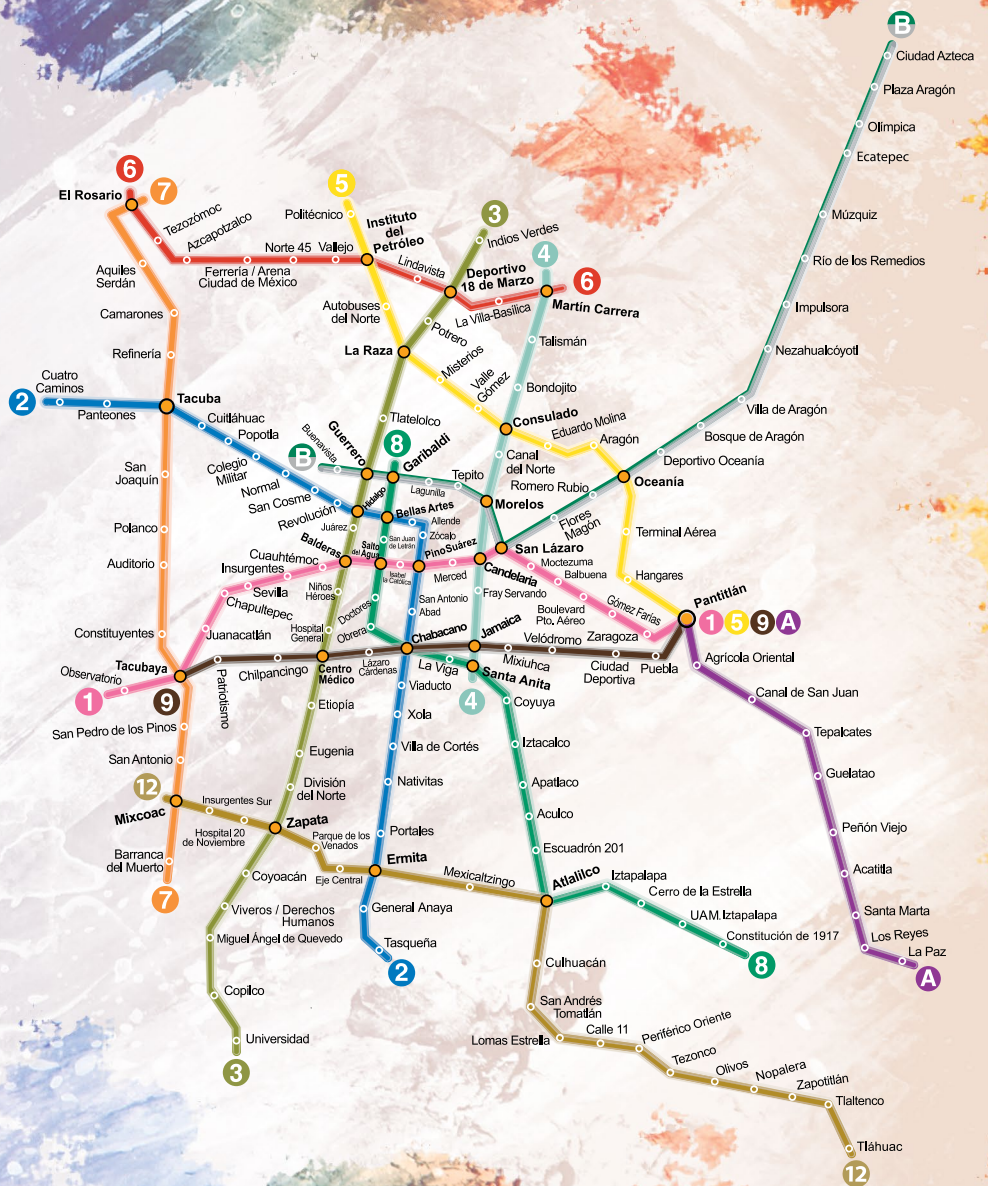 B
Ciudad Azteca
Plaza Aragón
Olímpica
Ecatepec
Múzquiz
Río de los Remedios
Impulsora
Nezahualcóyotl
Villa de Aragón
Bosque de Aragón
Deportivo Oceanía
Oceanía
Romero Rubio
Flores
Magón
San Lázaro
Morelos
Tepito
Lagunilla
Garibaldi
Guerrero
Buenavista
B
6
El Rosario
7
Tezozómoc
Azcapotzalco
Ferrería / Arena
Ciudad de México
Norte 45
Vallejo
Instituto
del
Petróleo
Lindavista
Deportivo
18 de Marzo
La Villa-Basílica
Martín Carrera
6
5
Politécnico
Autobuses
del Norte
La Raza
Misterios
Valle
Gómez
Consulado
Eduardo Molina
Aragón
Terminal Aérea
Hangares
Pantitlán
1
5
9
A
3
Indios Verdes
Potrero
Tlatelolco
Hidalgo
Juárez
Balderas
Niños
Héroes
Hospital
General
Centro
Médico
Etiopía
Eugenia
División
del Norte
Zapata
Coyoacán
Viveros / Derechos
Humanos
Miguel Ángel de Quevedo
Copilco
Universidad
3
4
Talismán
Bondojito
Canal
del Norte
Candelaria
Fray Servando
Jamaica
Santa Anita
4
Aquiles
Serdán
Camarones
Refinería
Tacuba
San
Joaquín
Polanco
Auditorio
Constituyentes
Tacubaya
San Pedro de los Pinos
San Antonio
Mixcoac
Barranca
del Muerto
7
2
Cuatro
Caminos
Panteones
Cuitláhuac
Popotla
Colegio
Militar
Normal
San Cosme
Revolución
Bellas Artes
Allende
Zócalo
Pino Suárez
San Antonio
Abad
Chabacano
Viaducto
Xola
Villa de Cortés
Nativitas
Portales
Ermita
General Anaya
Tasqueña
2
8
San Juan
de Letrán
Salto
del Agua
Doctores
Obrera
La Viga
Coyuya
Iztacalco
Apatlaco
Aculco
Escuadrón 201
Atlalilco
Iztapalapa
Cerro de la Estrella
UAM.Iztapalapa
Constitución de 1917
8
1
Observatorio
Juanacatlán
Chapultepec
Sevilla
Insurgentes
Cuauhtémoc
Isabel
la Católica
Merced
Moctezuma
Balbuena
Boulevard
Pto. Aéreo
Gómez Farías
Zaragoza
9
Patriotismo
Chilpancingo
Lázaro
Cárdenas
Mixiuhca
Velódromo
Ciudad
Deportiva
Puebla
Agrícola Oriental
Canal de San Juan
Tepalcates
Guelatao
Peñón Viejo
Acatitla
Santa Marta
Los Reyes
La Paz
A
12
Insurgentes Sur
Hospital 20
de Noviembre
Parque de los
Venados
Eje Central
Mexicaltzingo
Culhuacán
San Andrés
Tomatlán
Lomas Estrella
Calle 11
Periférico Oriente
Tezonco
Olivos
Nopalera
Zapotitlán
Tlaltenco
Tláhuac
12